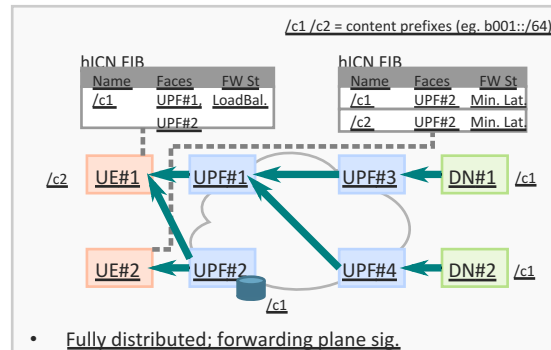 /c1 /c2 = content prefixes (eg. b001::/64)
hICN FIB
Name Faces FW St
/c1 UPF#1, LoadBal.
UPF#2
hICN FIB
Name Faces FW St
/c1 UPF#2 Min. Lat.
/c2 UPF#2 Min. Lat.
/c2 UE#1 UPF#1 UPF#3 DN#1 /c1
UE#2 UPF#2 UPF#4 DN#2 /c1
/c1
• Fully distributed; forwarding plane sig.